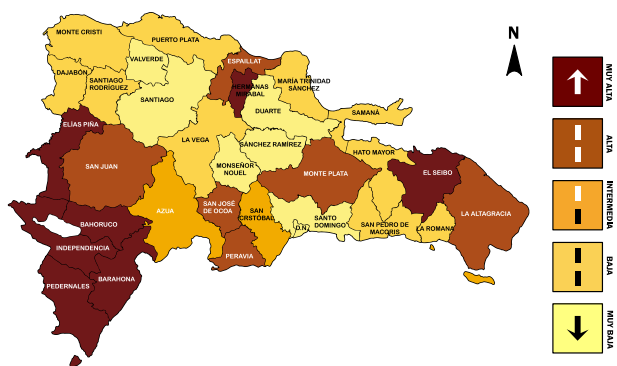 MONTE CRISTI
PUERTO PLATA
N
VALVERDE
ESPAILLAT
DAJABÓN
SANTIAGO
RODRÍGUEZ
MARÍA TRINIDAD
SÁNCHEZ
HERMANAS
MIRABAL
SANTIAGO
DUARTE
SAMANÁ
ELÍAS PIÑA
LA VEGA
SÁNCHEZ RAMÍREZ
HATO MAYOR
SAN JUAN
MONSEÑOR
NOUEL
MONTE PLATA
EL SEIBO
AZUA
SAN JOSÉ
DE OCOA
SAN
CRISTÓBAL
LA ALTAGRACIA
BAHORUCO
D.N.
SANTO
DOMINGO
SAN PEDRO DE
MACORIS
LA ROMANA
INDEPENDENCIA
PERAVIA
PEDERNALES
BARAHONA
MUY ALTA
ALTA
INTERMEDIA
BAJA
MUY BAJA